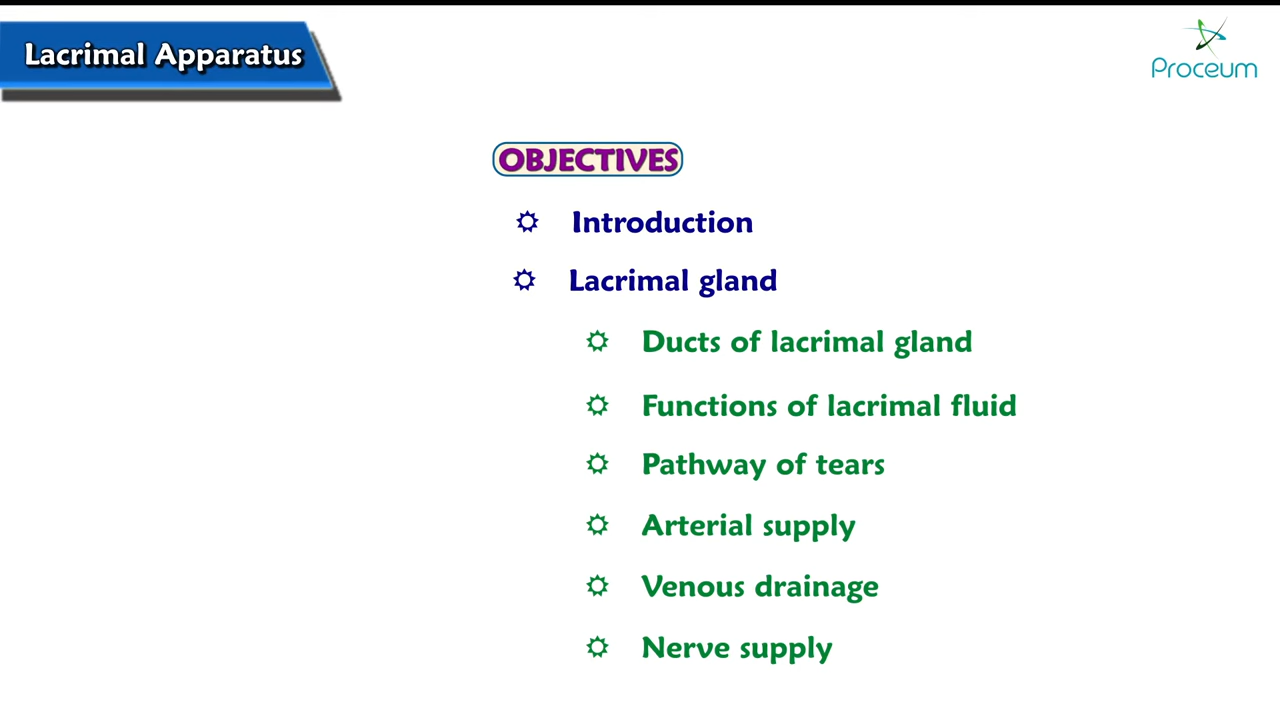 Lacrimal Apparatus
Proceum
OBJECTIVES
Introduction
Lacrimal gland
Ducts of lacrimal gland
Functions of lacrimal fluid
Pathway of tears
Arterial supply
Venous drainage
Nerve supply